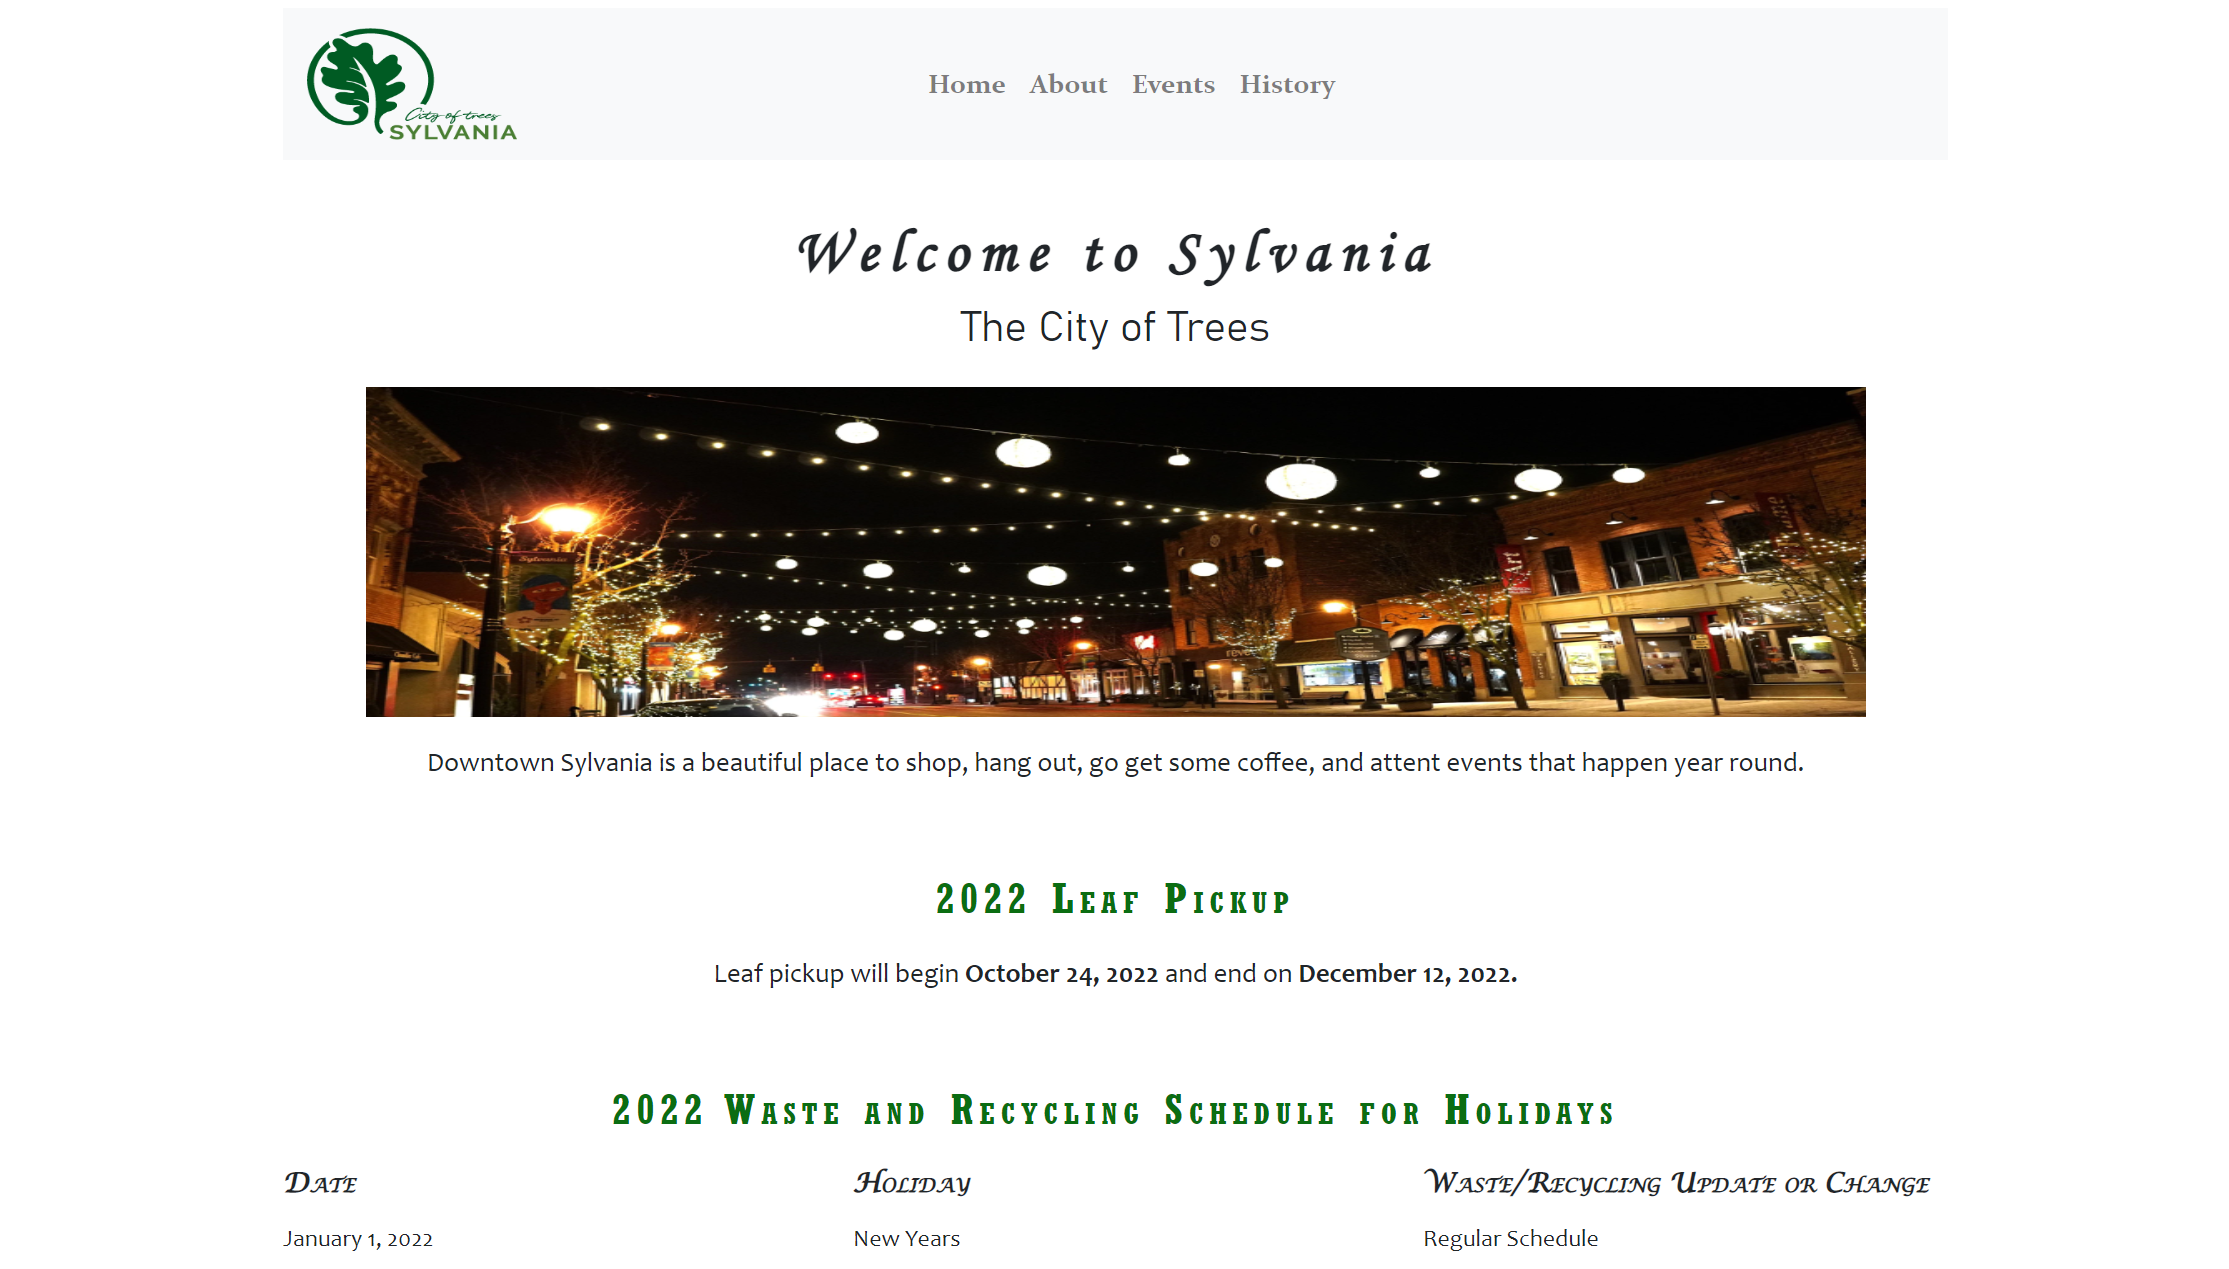 City of trees
SYLVANIA
Home About Events History
Welcome to Sylvania
The City of Trees
Sylvania
Art
reve
Downtown Sylvania is a beautiful place to shop, hang out, go get some coffee, and attent events that happen year round.
2022 Leaf Pickup
Leaf pickup will begin October 24, 2022 and end on December 12, 2022.
2022 Waste and Recycling Schedule for Holidays
Date Holiday Waste/Recycling Update or Change
January 1, 2022 New Years Regular Schedule